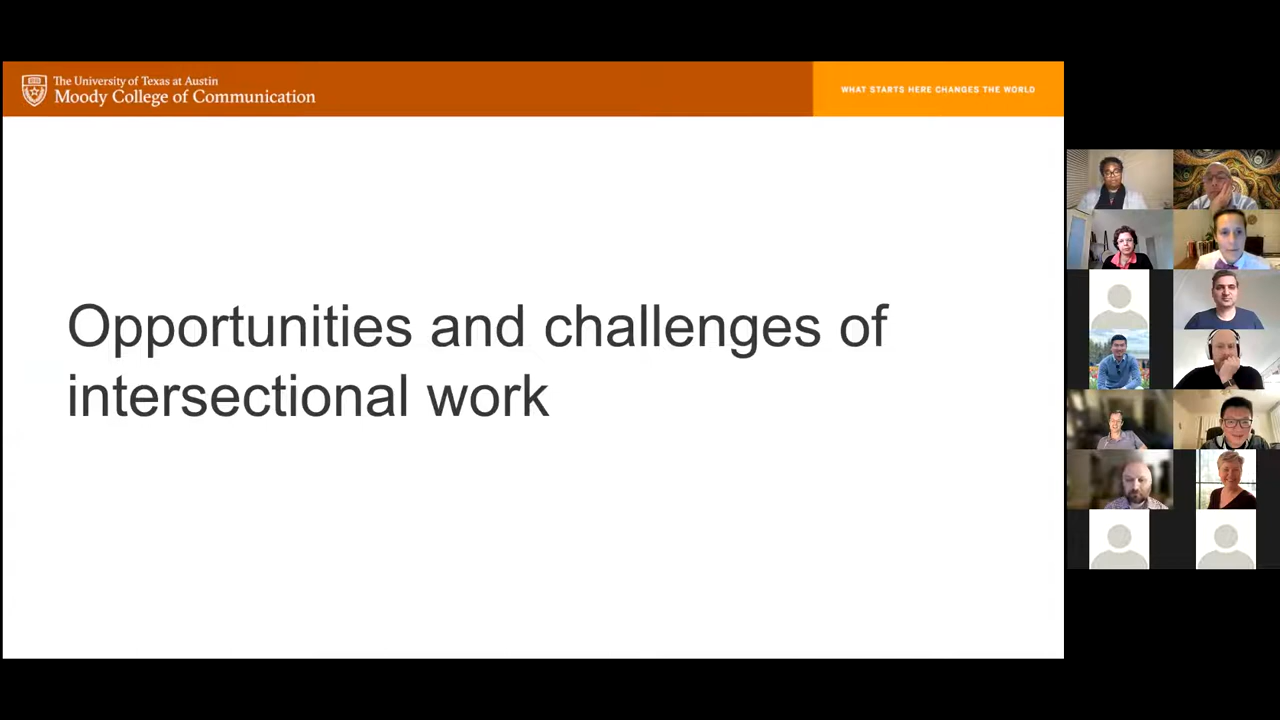 The University of Texas at Austin
Moody College of Communication
WHAT STARTS HERE CHANGES THE WORLD
Opportunities and challenges of
intersectional work